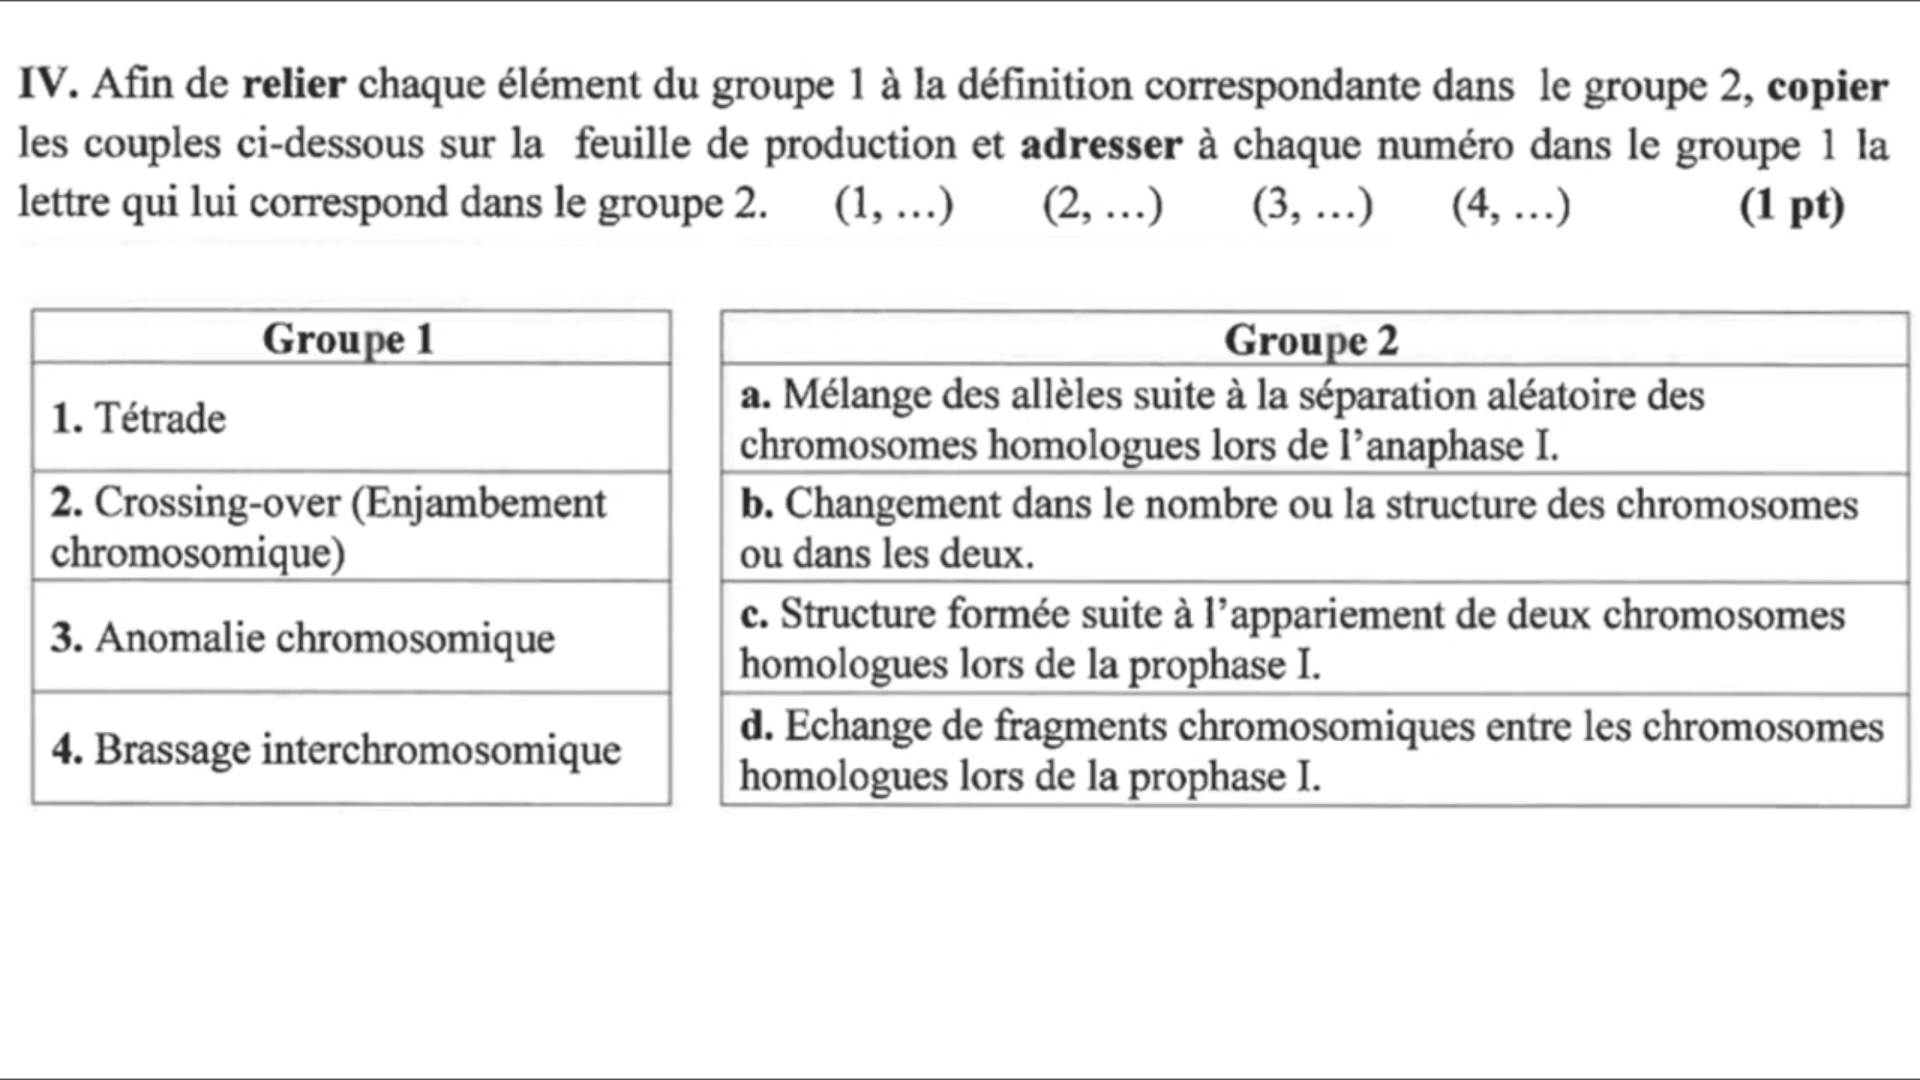 IV. Afin de relier chaque élément du groupe 1 à la définition correspondante dans le groupe 2, copier
les couples ci-dessous sur la feuille de production et adresser à chaque numéro dans le groupe 1 la
lettre qui lui correspond dans le groupe 2. (1, ...) (2, ...) (3, ...) (4, ...) (1 pt)
Groupe 1
1. Tétrade
2. Crossing-over (Enjambement
chromosomique)
3. Anomalie chromosomique
4. Brassage interchromosomique
Groupe 2
a. Mélange des allèles suite à la séparation aléatoire des
chromosomes homologues lors de l'anaphase I.
b. Changement dans le nombre ou la structure des chromosomes
ou dans les deux.
c. Structure formée suite à l'appariement de deux chromosomes
homologues lors de la prophase I.
d. Echange de fragments chromosomiques entre les chromosomes
homologues lors de la prophase I.